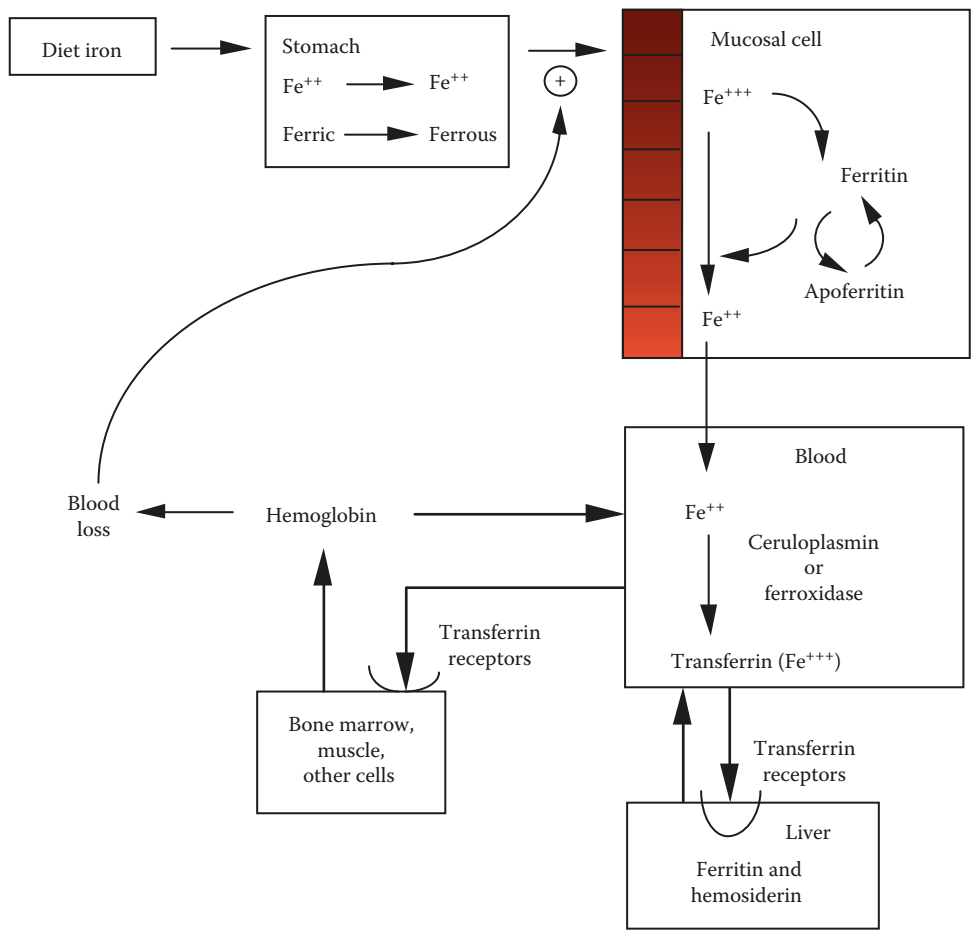 Diet iron
Stomach
Fe++ Fe++
Ferric Ferrous
+
Mucosal cell
Fe+++
Ferritin
Apoferritin
Fe++
Blood
loss
Hemoglobin
Blood
Fe++
Ceruloplasmin
or
ferroxidase
Transferrin (Fe+++)
Transferrin
receptors
Bone marrow,
muscle,
other cells
Transferrin
receptors
Liver
Ferritin and
hemosiderin